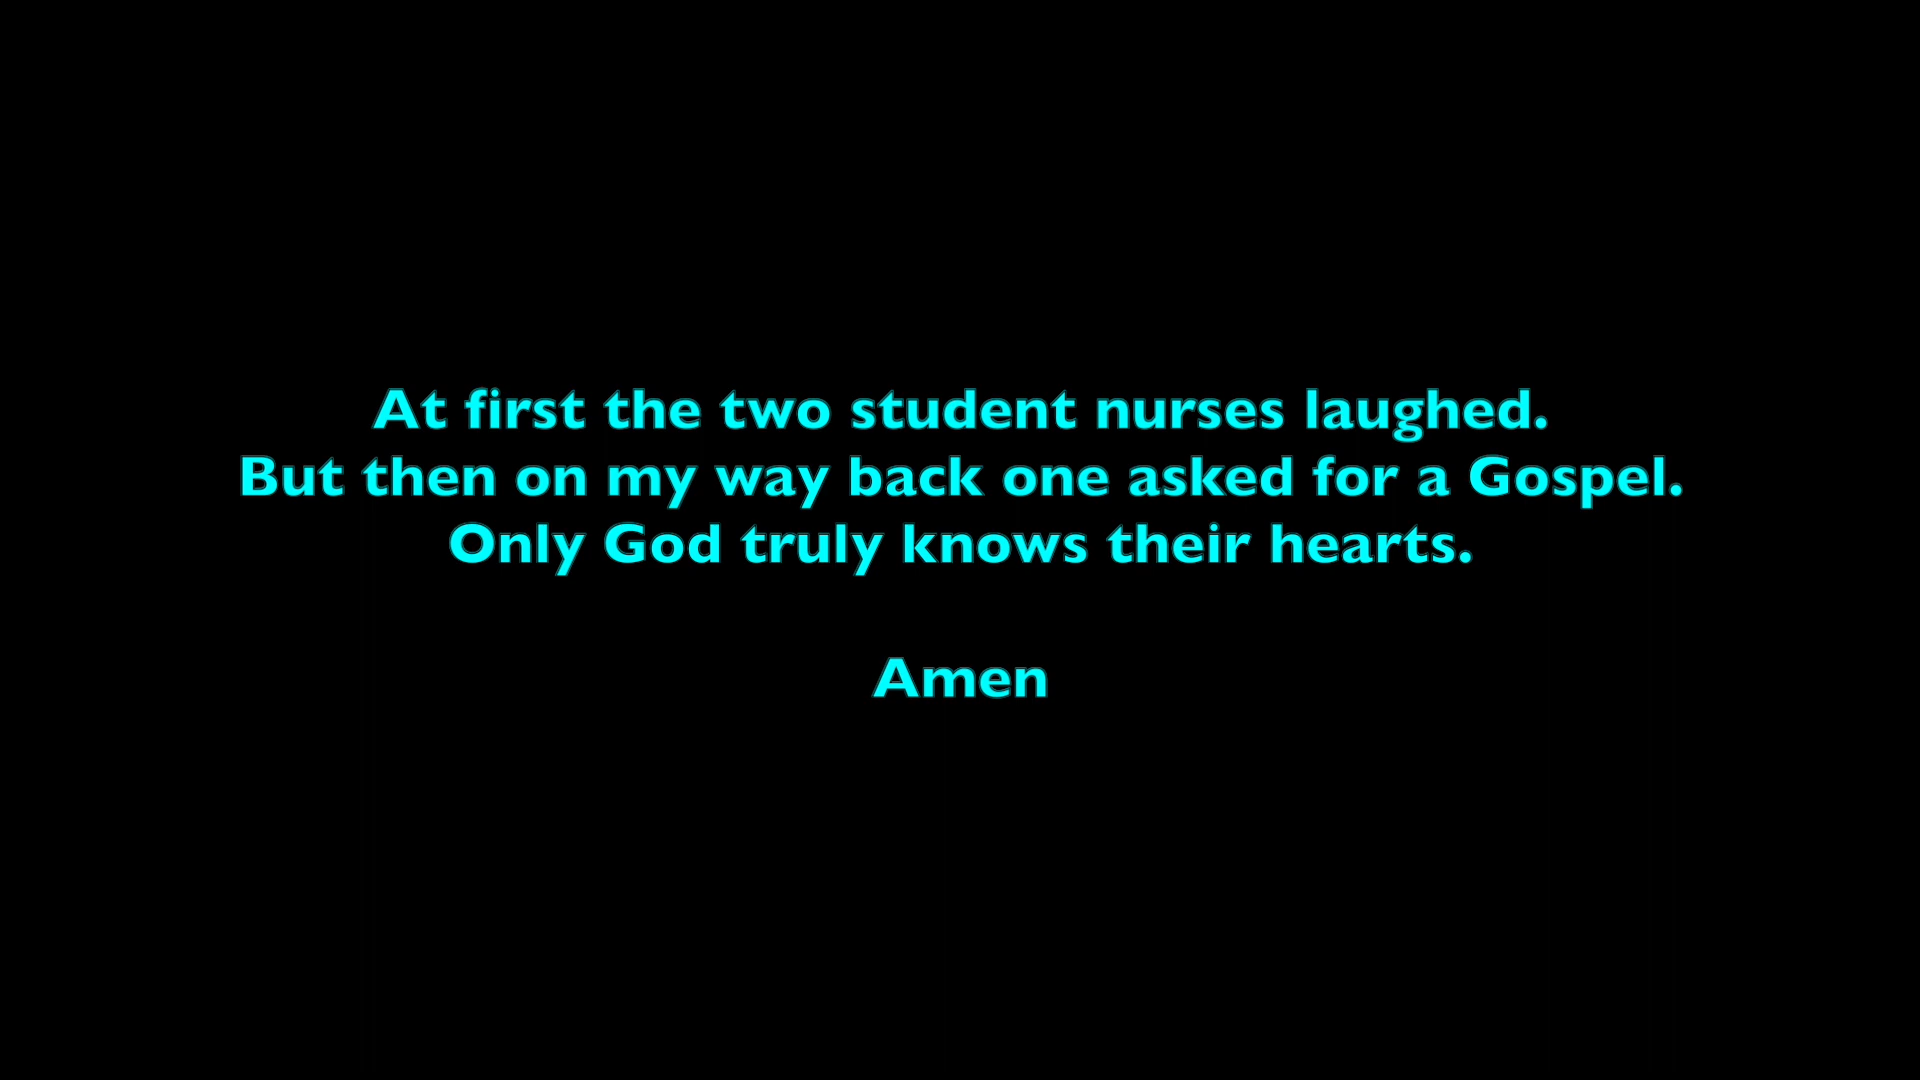 At first the two student nurses laughed.
But then on my way back one asked for a Gospel.
Only God truly knows their hearts.
Amen